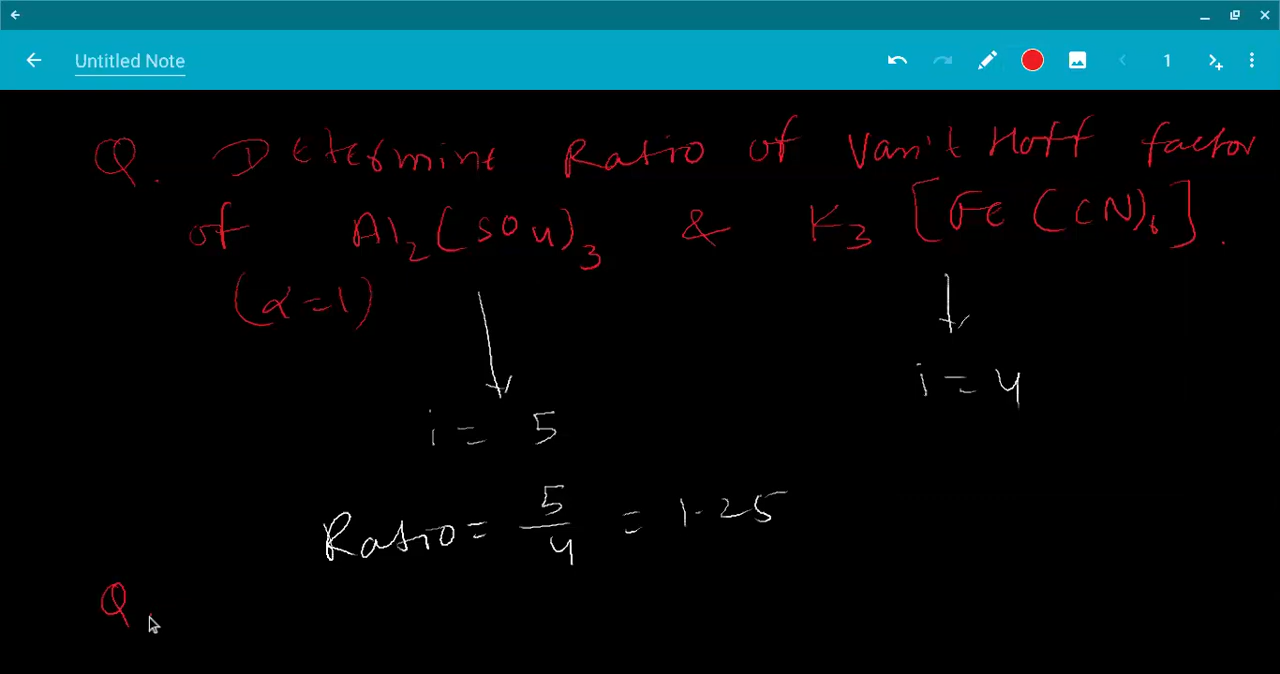 Untitled Note
1
Q. Determine Ratio of Van't Hoff factor
of Al2(SO4)3 & K3[Fe(CN)6].
(α=1)
i = 4
i = 5
Ratio = 5/4 = 1.25
Q.